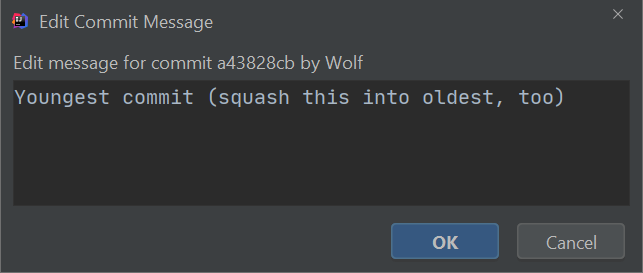 Edit Commit Message
Edit message for commit a43828cb by Wolf
Youngest commit (squash this into oldest, too)
OK
Cancel